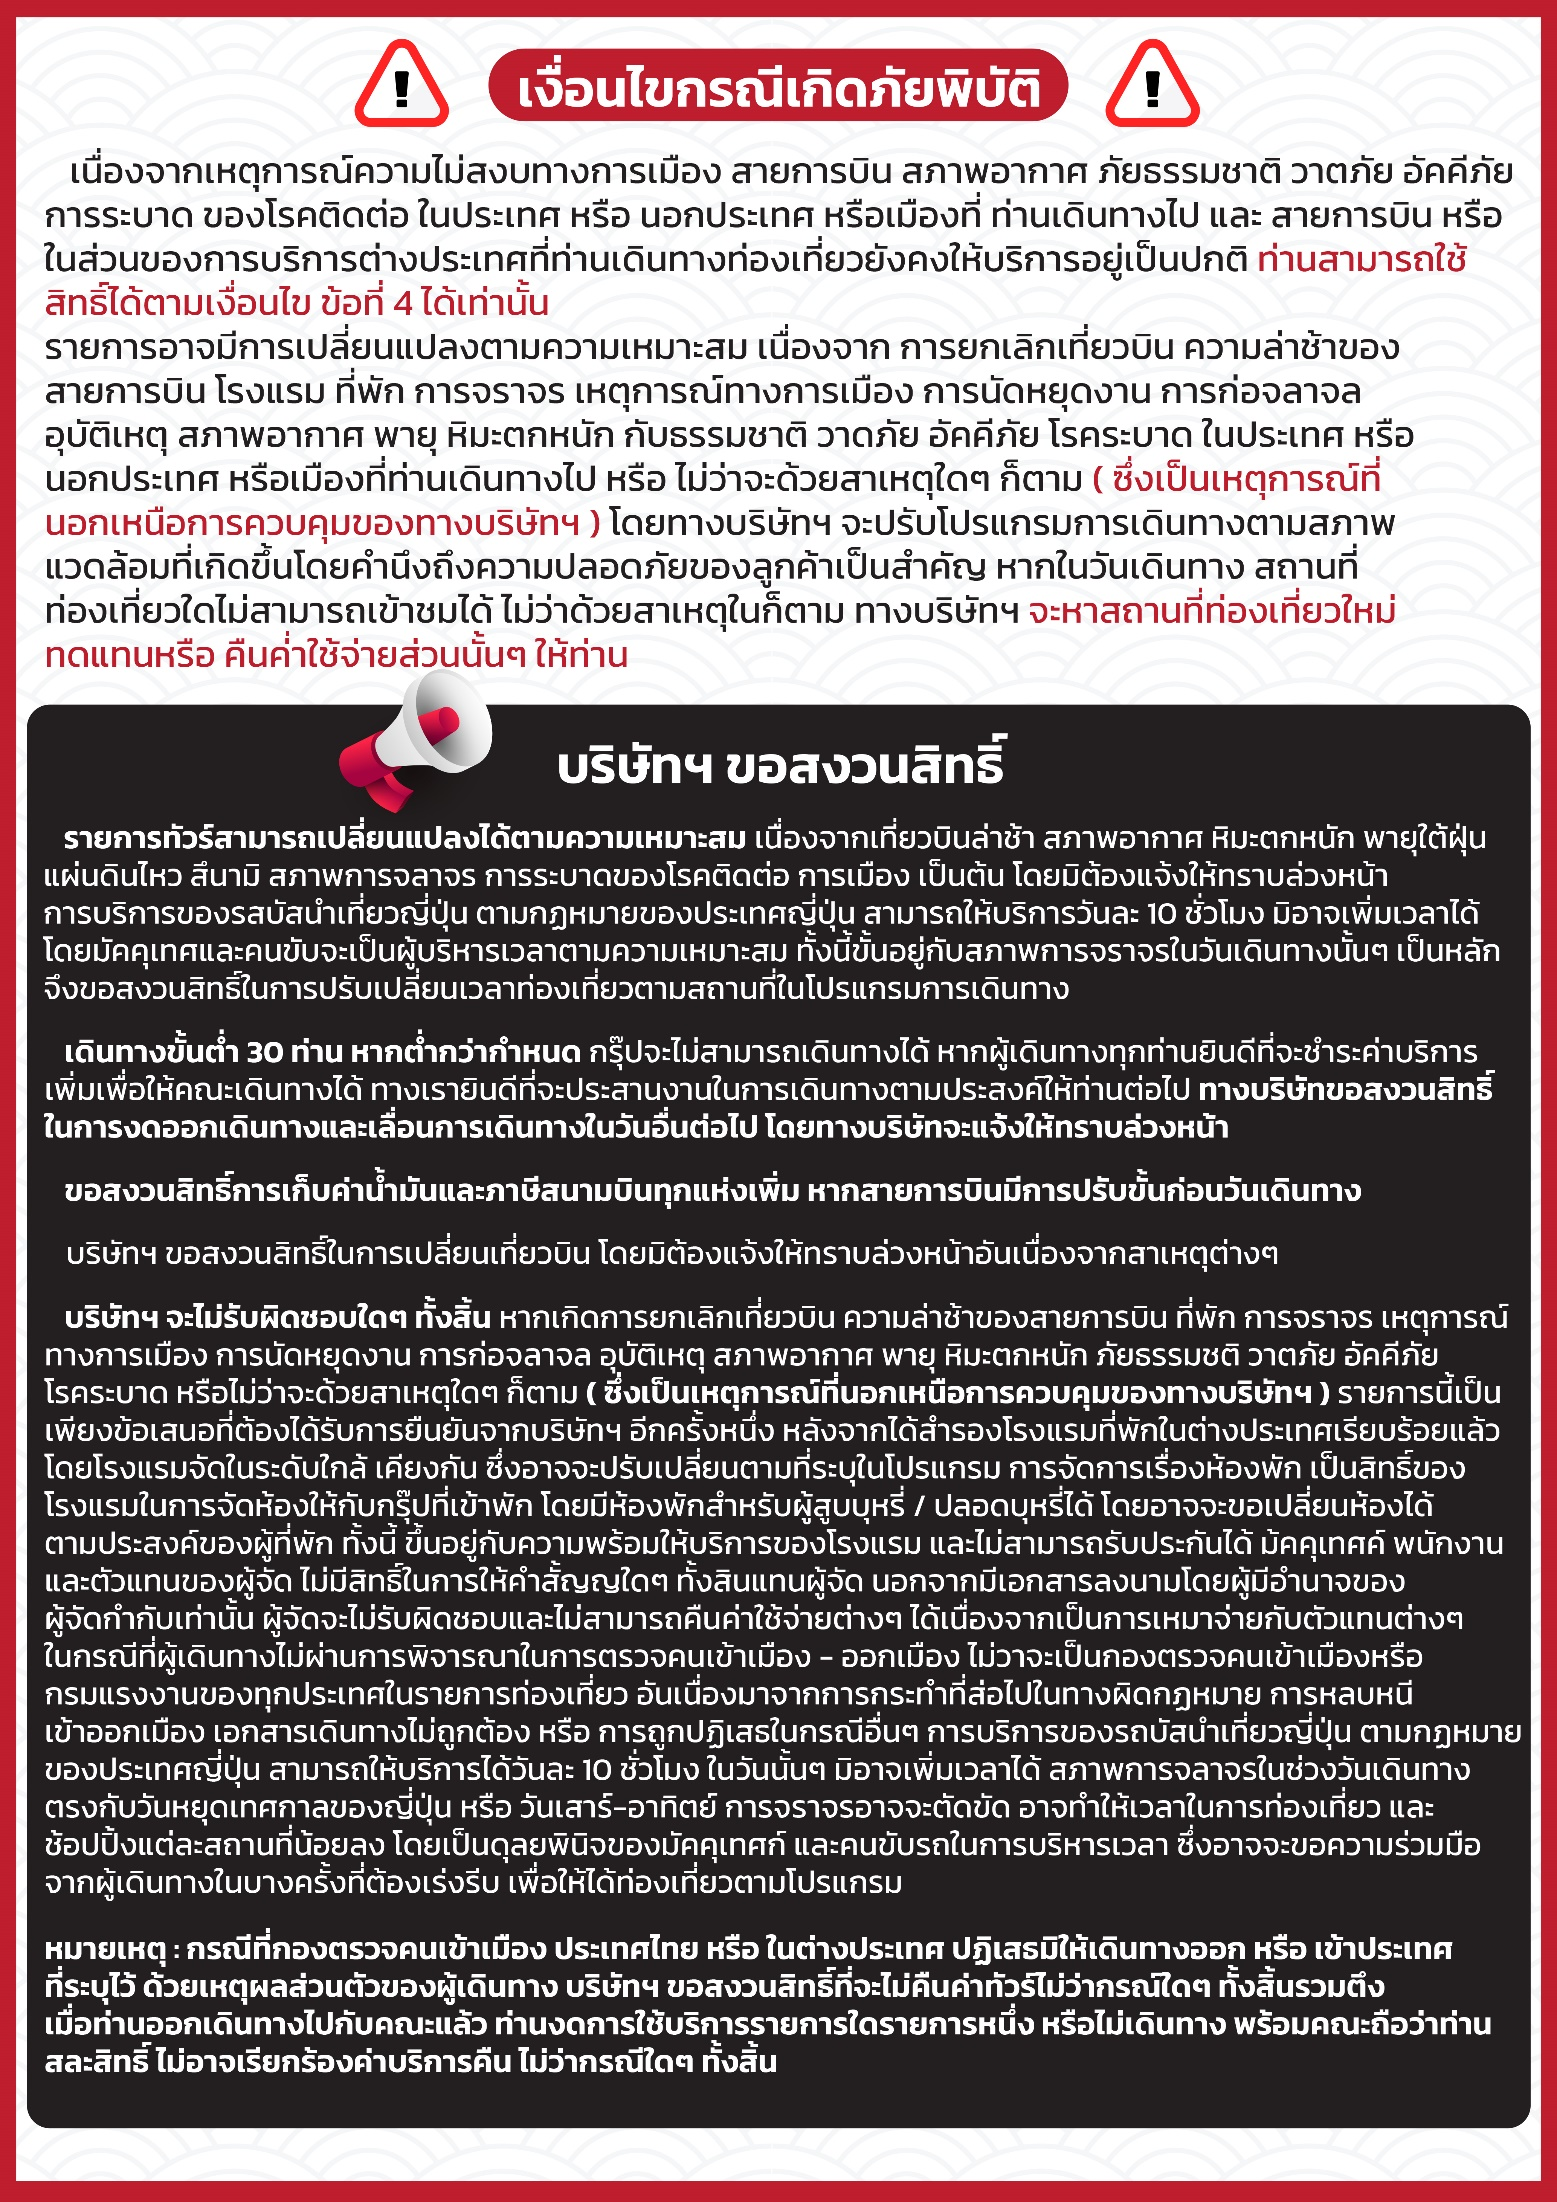 เงื่อนไขกรณีเกิดภัยพิบัติ
เนื่องจากเหตุการณ์ความไม่สงบทางการเมือง สายการบิน สภาพอากาศ ภัยธรรมชาติ วาตภัย อัคคีภัย
การระบาด ของโรคติดต่อ ในประเทศ หรือ นอกประเทศ หรือเมืองที่ ท่านเดินทางไป และ สายการบิน หรือ
ในส่วนของการบริการต่างประเทศที่ท่านเดินทางท่องเที่ยวยังคงให้บริการอยู่เป็นปกติ ท่านสามารถใช้
สิทธิ์ได้ตามเงื่อนไข ข้อที่ 4 ได้เท่านั้น
รายการอาจมีการเปลี่ยนแปลงตามความเหมาะสม เนื่องจาก การยกเลิกเที่ยวบิน ความล่าช้าของ
สายการบิน โรงแรม ที่พัก การจราจร เหตุการณ์ทางการเมือง การนัดหยุดงาน การก่อจลาจล
อุบัติเหตุ สภาพอากาศ พายุ หิมะตกหนัก กับธรรมชาติ วาดภัย อัคคีภัย โรคระบาด ในประเทศ หรือ
นอกประเทศ หรือเมืองที่ท่านเดินทางไป หรือ ไม่ว่าจะด้วยสาเหตุใดๆ ก็ตาม ( ซึ่งเป็นเหตุการณ์ที่
นอกเหนือการควบคุมของทางบริษัทฯ ) โดยทางบริษัทฯ จะปรับโปรแกรมการเดินทางตามสภาพ
แวดล้อมที่เกิดขึ้นโดยคำนึงถึงความปลอดภัยของลูกค้าเป็นสำคัญ หากในวันเดินทาง สถานที่
ท่องเที่ยวใดไม่สามารถเข้าชมได้ ไม่ว่าด้วยสาเหตุในก็ตาม ทางบริษัทฯ จะหาสถานที่ท่องเที่ยวใหม่
ทดแทนหรือ คืนค่ำใช้จ่ายส่วนนั้นๆ ให้ท่าน
บริษัทฯ ขอสงวนสิทธิ์
รายการทัวร์สามารถเปลี่ยนแปลงได้ตามความเหมาะสม เนื่องจากเที่ยวบินล่าช้า สภาพอากาศ หิมะตกหนัก พายุใต้ฝุ่น
แผ่นดินไหว สึนามิ สภาพการจลาจร การระบาดของโรคติดต่อ การเมือง เป็นต้น โดยมิต้องแจ้งให้ทราบล่วงหน้า
การบริการของรสบัสนำเที่ยวญี่ปุ่น ตามกฏหมายของประเทศญี่ปุ่น สามารถให้บริการวันละ 10 ชั่วโมง มิอาจเพิ่มเวลาได้
โดยมัคคุเทศและคนขับจะเป็นผู้บริหารเวลาตามความเหมาะสม ทั้งนี้ขั้นอยู่กับสภาพการจราจรในวันเดินทางนั้นๆ เป็นหลัก
จึงขอสงวนสิทธิ์ในการปรับเปลี่ยนเวลาท่องเที่ยวตามสถานที่ในโปรแกรมการเดินทาง
เดินทางขั้นต่ำ 30 ท่าน หากต่ำกว่ากำหนด กรุ๊ปจะไม่สามารถเดินทางได้ หากผู้เดินทางทุกท่านยินดีที่จะชำระค่าบริการ
เพิ่มเพื่อให้คณะเดินทางได้ ทางเรายินดีที่จะประสานงานในการเดินทางตามประสงค์ให้ท่านต่อไป ทางบริษัทขอสงวนสิทธิ์
ในการงดออกเดินทางและเลื่อนการเดินทางในวันอื่นต่อไป โดยทางบริษัทจะแจ้งให้ทราบล่วงหน้า
ขอสงวนสิทธิ์การเก็บค่าน้ำมันและภาษีสนามบินทุกแห่งเพิ่ม หากสายการบินมีการปรับขั้นก่อนวันเดินทาง
บริษัทฯ ขอสงวนสิทธิ์ในการเปลี่ยนเที่ยวบิน โดยมิต้องแจ้งให้ทราบล่วงหน้าอันเนื่องจากสาเหตุต่างๆ
บริษัทฯ จะไม่รับผิดชอบใดๆ ทั้งสิ้น หากเกิดการยกเลิกเที่ยวบิน ความล่าช้าของสายการบิน ที่พัก การจราจร เหตุการณ์
ทางการเมือง การนัดหยุดงาน การก่อจลาจล อุบัติเหตุ สภาพอากาศ พายุ หิมะตกหนัก ภัยธรรมชติ วาตภัย อัคคีภัย
โรคระบาด หรือไม่ว่าจะด้วยสาเหตุใดๆ ก็ตาม ( ซึ่งเป็นเหตุการณ์ที่นอกเหนือการควบคุมของทางบริษัทฯ ) รายการนี้เป็น
เพียงข้อเสนอที่ต้องได้รับการยืนยันจากบริษัทฯ อีกครั้งหนึ่ง หลังจากได้สำรองโรงแรมที่พักในต่างประเทศเรียบร้อยแล้ว
โดยโรงแรมจัดในระดับใกล้ เคียงกัน ซึ่งอาจจะปรับเปลี่ยนตามที่ระบุในโปรแกรม การจัดการเรื่องห้องพัก เป็นสิทธิ์ของ
โรงแรมในการจัดห้องให้กับกรุ๊ปที่เข้าพัก โดยมีห้องพักสำหรับผู้สูบบุหรี่ / ปลอดบุหรี่ได้ โดยอาจจะขอเปลี่ยนห้องได้
ตามประสงค์ของผู้ที่พัก ทั้งนี้ ขึ้นอยู่กับความพร้อมให้บริการของโรงแรม และไม่สามารถรับประกันได้ มัคคุเทศค์ พนักงาน
และตัวแทนของผู้จัด ไม่มีสิทธิ์ในการให้คำสั้ญญใดๆ ทั้งสินแทนผู้จัด นอกจากมีเอกสารลงนามโดยผู้มีอำนาจของ
ผู้จัดกำกับเท่านั้น ผู้จัดจะไม่รับผิดชอบและไม่สามารถคืนค่าใช้จ่ายต่างๆ ได้เนื่องจากเป็นการเหมาจ่ายกับตัวแทนต่างๆ
ในกรณีที่ผู้เดินทางไม่ผ่านการพิจารณาในการตรวจคนเข้าเมือง - ออกเมือง ไม่วาจะเป็นกองตรวจคนเข้าเมืองหรือ
กรมแรงงานของทุกประเทศในรายการท่องเที่ยว อันเนื่องมาจากการกระทำที่ส่อไปในทางผิดกฏหมาย การหลบหนี
เข้าออกเมือง เอกสารเดินทางไม่ถูกต้อง หรือ การถูกปฏิเสธในกรณีอื่นๆ การบริการของรถบัสนำเที่ยวญี่ปุ่น ตามกฏหมาย
ของประเทศญี่ปุ่น สามารถให้บริการได้วันละ 10 ชั่วโมง ในวันนั้นๆ มิอาจเพิ่มเวลาได้ สภาพการจลาจรในช่วงวันเดินทาง
ตรงกับวันหยุดเทศกาลของญี่ปุ่น หรือ วันเสาร์-อาทิตย์ การจราจรอาจจะตัดขัด อาจทำให้เวลาในการท่องเที่ยว และ
ช้อปปิ้งแต่ละสถานที่น้อยลง โดยเป็นดุลยพินิจของมัคคุเทศก์ และคนขับรถในการบริหารเวลา ซึ่งอาจจะขอความร่วมมือ
จากผู้เดินทางในบางครั้งที่ต้องเร่งรีบ เพื่อให้ได้ท่องเที่ยวตามโปรแกรม
หมายเหตุ : กรณีที่กองตรวจคนเข้าเมือง ประเทศไทย หรือ ในต่างประเทศ ปฏิเสธมิให้เดินทางออก หรือ เข้าประเทศ
ที่ระบุไว้ ด้วยเหตุผลส่วนตัวของผู้เดินทาง บริษัทฯ ขอสงวนสิทธิ์ที่จะไม่คืนค่าทัวร์ไม่ว่ากรณีใดๆ ทั้งสิ้นรวมตึง
เมื่อท่านออกเดินทางไปกับคณะแล้ว ท่านงดการใช้บริการรายการใดรายการหนึ่ง หรือไม่เดินทาง พร้อมคณะถือว่าท่าน
สละสิทธิ์ ไม่อาจเรียกร้องค่าบริการคืน ไม่ว่ากรณีใดๆ ทั้งสิ้น